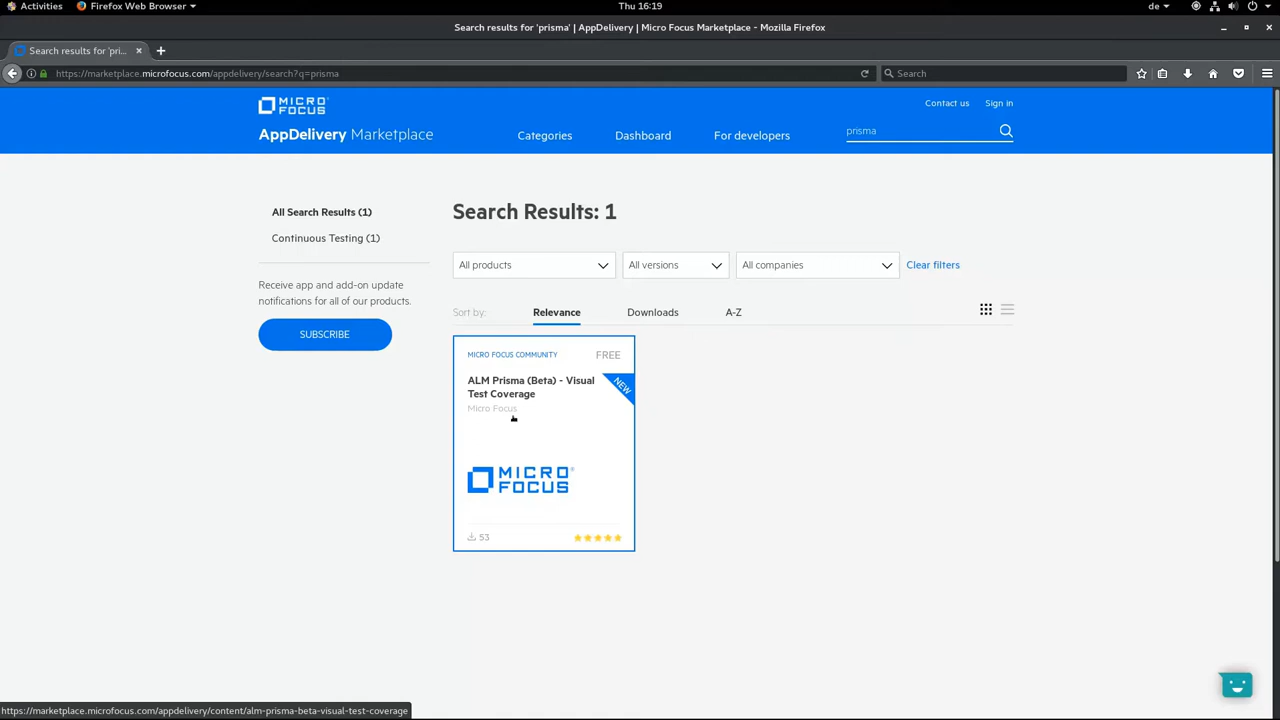 Activities
Firefox Web Browser
Thu 16:19
de
Search results for 'prisma' | AppDelivery | Micro Focus Marketplace - Mozilla Firefox
Search results for 'pri...
https://marketplace.microfocus.com/appdelivery/search?q=prisma
Search
MICRO
FOCUS
Contact us
Sign in
AppDelivery Marketplace
Categories
Dashboard
For developers
prisma
All Search Results (1)
Continuous Testing (1)
Receive app and add-on update
notifications for all of our products.
SUBSCRIBE
Search Results: 1
All products
All versions
All companies
Clear filters
Sort by:
Relevance
Downloads
A-Z
MICRO FOCUS COMMUNITY
FREE
NEW
ALM Prisma (Beta) - Visual
Test Coverage
Micro Focus
MICRO
FOCUS
53
https://marketplace.microfocus.com/appdelivery/content/alm-prisma-beta-visual-test-coverage